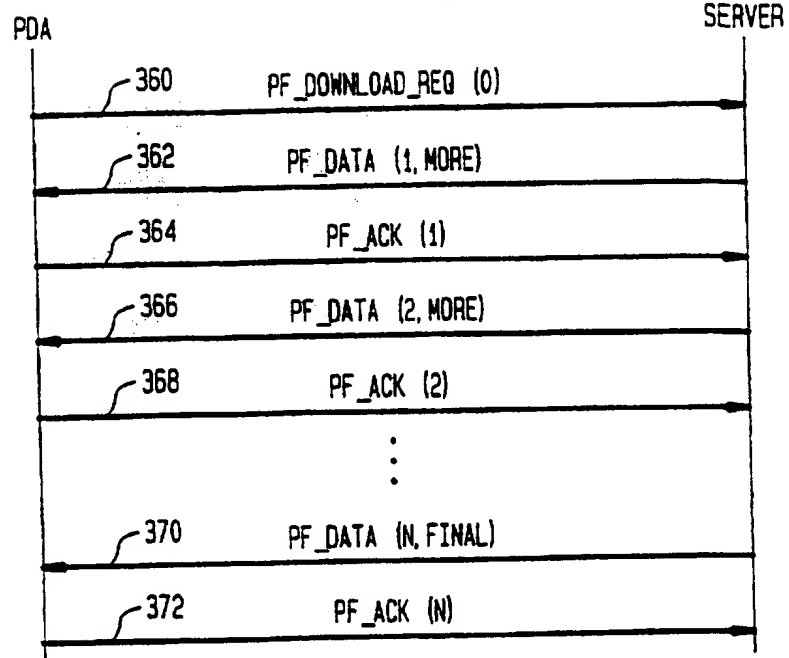 PDA
SERVER
360 PF_DOWNLOAD_REQ (0)
362 PF_DATA (1, MORE)
364 PF_ACK (1)
366 PF_DATA (2, MORE)
368 PF_ACK (2)
370 PF_DATA (N, FINAL)
372 PF_ACK (N)